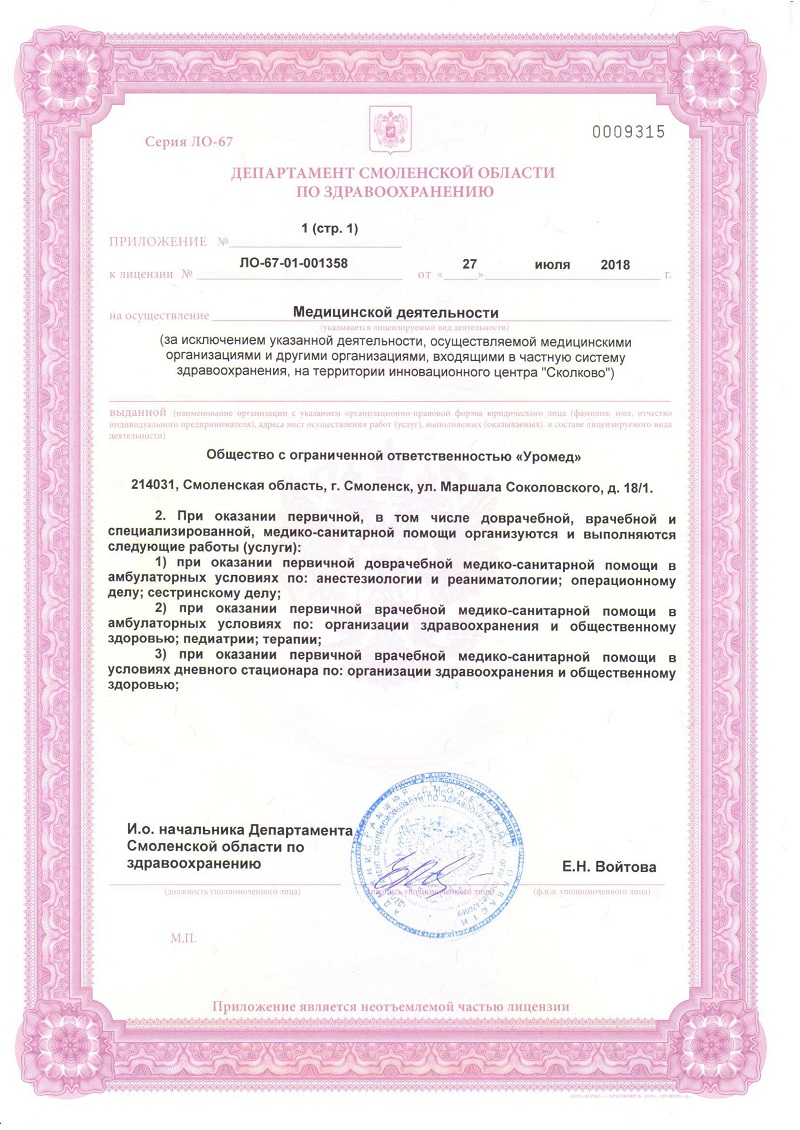 Серия ЛО-67
0009315
ДЕПАРТАМЕНТ СМОЛЕНСКОЙ ОБЛАСТИ
ПО ЗДРАВООХРАНЕНИЮ
ПРИЛОЖЕНИЕ № 1 (стр. 1)
к лицензии № ЛО-67-01-001358 от « 27 » июля 2018 г.
на осуществление Медицинской деятельности
(указывается лицензируемый вид деятельности)
(за исключением указанной деятельности, осуществляемой медицинскими
организациями и другими организациями, входящими в частную систему
здравоохранения, на территории инновационного центра "Сколково")
выданной (наименование организации с указанием организационно-правовой формы юридического лица (фамилия, имя, отчество
индивидуального предпринимателя), адреса мест осуществления работ (услуг), выполняемых (оказываемых) в составе лицензируемого вида
деятельности)
Общество с ограниченной ответственностью «Уромед»
214031, Смоленская область, г. Смоленск, ул. Маршала Соколовского, д. 18/1.
2. При оказании первичной, в том числе доврачебной, врачебной и
специализированной, медико-санитарной помощи организуются и выполняются
следующие работы (услуги):
1) при оказании первичной доврачебной медико-санитарной помощи в
амбулаторных условиях по: анестезиологии и реаниматологии; операционному
делу; сестринскому делу;
2) при оказании первичной врачебной медико-санитарной помощи в
амбулаторных условиях по: организации здравоохранения и общественному
здоровью; педиатрии; терапии;
3) при оказании первичной врачебной медико-санитарной помощи в
условиях дневного стационара по: организации здравоохранения и общественному
здоровью;
И.о. начальника Департамента
Смоленской области по
здравоохранению
Е.Н. Войтова
(должность уполномоченного лица)
(подпись уполномоченного лица)
(ф.и.о. уполномоченного лица)
М.П.
Приложение является неотъемлемой частью лицензии